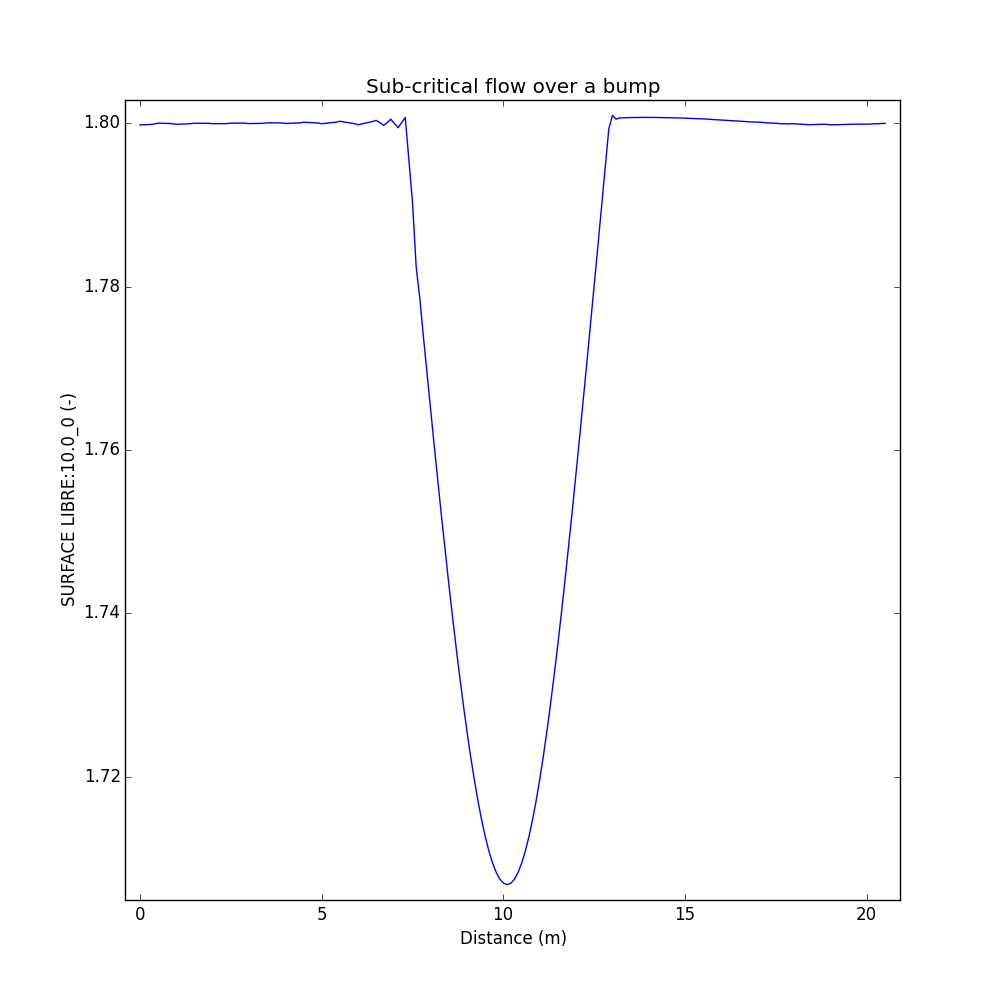 Sub-critical flow over a bump
1.80
1.78
1.76
1.74
1.72
SURFACE LIBRE:10.0_0 (-)
0 5 10 15 20
Distance (m)